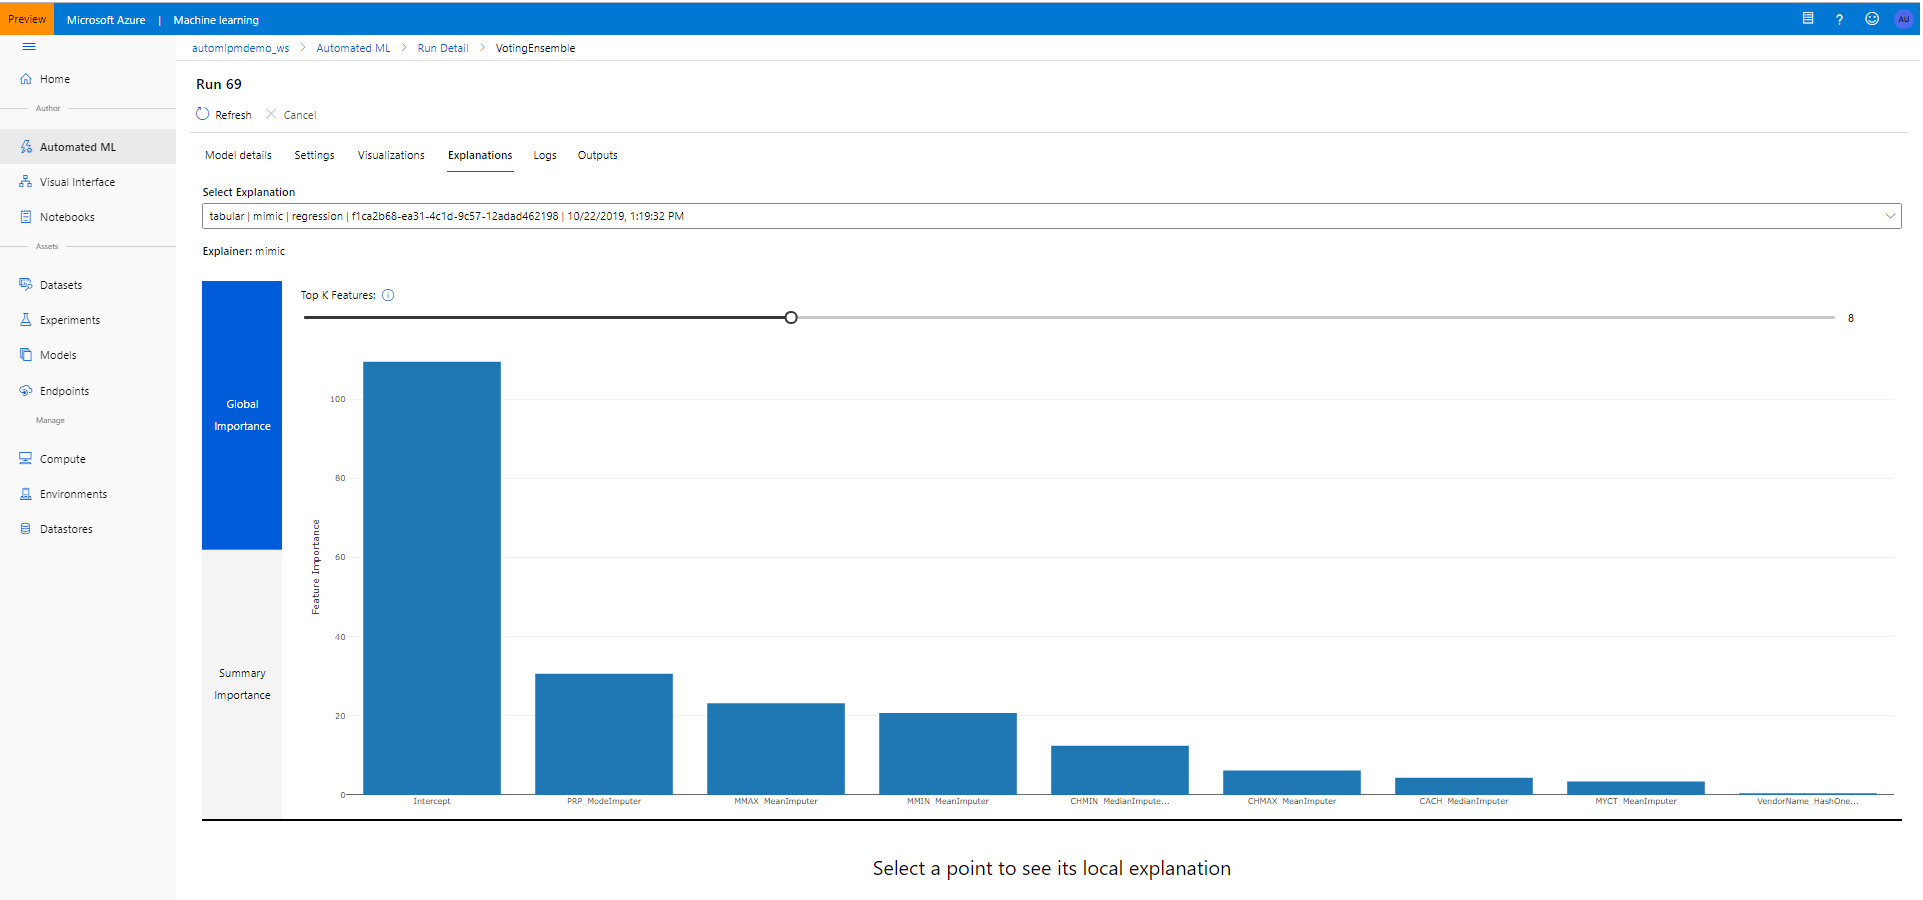 Preview
Microsoft Azure | Machine learning
AU
automlpmdemo_ws > Automated ML > Run Detail > VotingEnsemble
Home
Author
Automated ML
Visual Interface
Notebooks
Assets
Datasets
Experiments
Models
Endpoints
Manage
Compute
Environments
Datastores
Run 69
Refresh Cancel
Model details Settings Visualizations Explanations Logs Outputs
Select Explanation
tabular | mimic | regression | f1ca2b68-ea31-4c1d-9c57-12adad462198 | 10/22/2019, 1:19:32 PM
Explainer: mimic
Global
Importance
Summary
Importance
Top K Features:
8
Feature Importance
100
80
60
40
20
0
Intercept PRP_ModeImputer MMAX_MeanImputer MMIN_MeanImputer CHMIN_MedianImpute... CHMAX_MeanImputer CACH_MedianImputer MYCT_MeanImputer VendorName_HashOne...
Select a point to see its local explanation